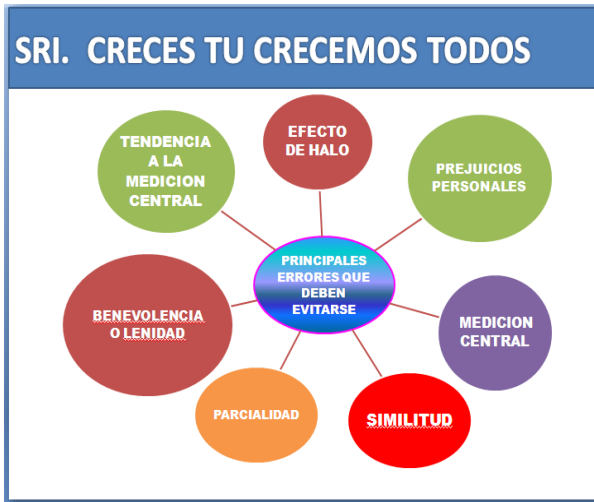 SRI. CRECES TU CRECEMOS TODOS
EFECTO
DE HALO
TENDENCIA
A LA
MEDICION
CENTRAL
PREJUICIOS
PERSONALES
PRINCIPALES
ERRORES QUE
DEBEN
EVITARSE
BENEVOLENCIA
O LENIDAD
MEDICION
CENTRAL
PARCIALIDAD
SIMILITUD